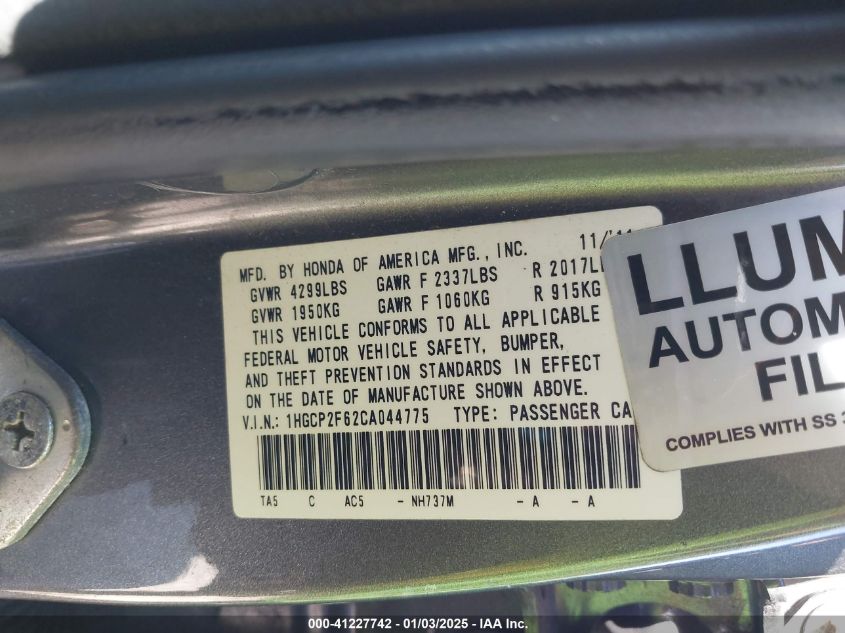 MFD. BY HONDA OF AMERICA MFG., INC. 11/'11
GVWR 4299LBS GAWR F 2337LBS R 2017L
GVWR 1950KG GAWR F 1060KG R 915KG
THIS VEHICLE CONFORMS TO ALL APPLICABLE
FEDERAL MOTOR VEHICLE SAFETY, BUMPER,
AND THEFT PREVENTION STANDARDS IN EFFECT
ON THE DATE OF MANUFACTURE SHOWN ABOVE.
V.I.N.: 1HGCP2F62CA044775 TYPE: PASSENGER CA
TA5 C AC5 - NH737M - A - A
LLUM
AUTOM
FIL
COMPLIES WITH SS 3
000-41227742 - 01/03/2025 - IAA Inc.